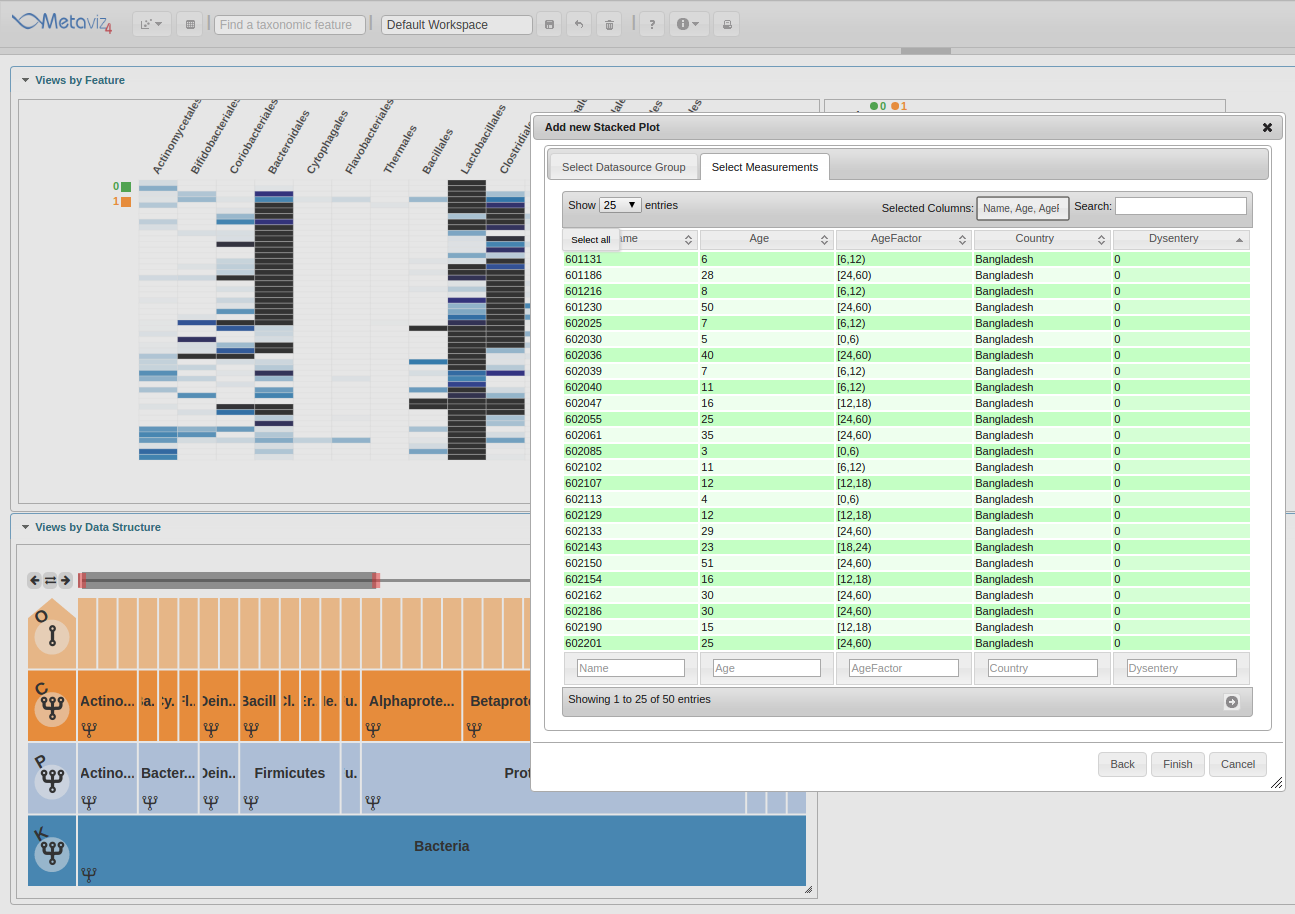 Metaviz4
Find a taxonomic feature
Default Workspace
?
Views by Feature
Actinomycetales
Bifidobacteriales
Coriobacteriales
Bacteroidales
Cytophagales
Flavobacteriales
Thermales
Bacillales
Lactobacillales
0
1
0 1
Add new Stacked Plot
Select Datasource Group
Select Measurements
Show 25 entries
Selected Columns:
Name, Age, AgeF
Search:
Select all
Age AgeFactor Country Dysentery
601131 6 [6,12) Bangladesh 0
601186 28 [24,60) Bangladesh 0
601216 8 [6,12) Bangladesh 0
601230 50 [24,60) Bangladesh 0
602025 7 [6,12) Bangladesh 0
602030 5 [0,6) Bangladesh 0
602036 40 [24,60) Bangladesh 0
602039 7 [6,12) Bangladesh 0
602040 11 [6,12) Bangladesh 0
602047 16 [12,18) Bangladesh 0
602055 25 [24,60) Bangladesh 0
602061 35 [24,60) Bangladesh 0
602085 3 [0,6) Bangladesh 0
602102 11 [6,12) Bangladesh 0
602107 12 [12,18) Bangladesh 0
602113 4 [0,6) Bangladesh 0
602129 12 [12,18) Bangladesh 0
602133 29 [24,60) Bangladesh 0
602143 23 [18,24) Bangladesh 0
602150 51 [24,60) Bangladesh 0
602154 16 [12,18) Bangladesh 0
602162 30 [24,60) Bangladesh 0
602186 30 [24,60) Bangladesh 0
602190 15 [12,18) Bangladesh 0
602201 25 [24,60) Bangladesh 0
Name Age AgeFactor Country Dysentery
Showing 1 to 25 of 50 entries
Back
Finish
Cancel
Views by Data Structure
O
C
Actino... Dein... Bacill Cl. u. Alphaprote... Betaprote
P
Actino... Bacter... Dein... Firmicutes u. Prot
K
Bacteria